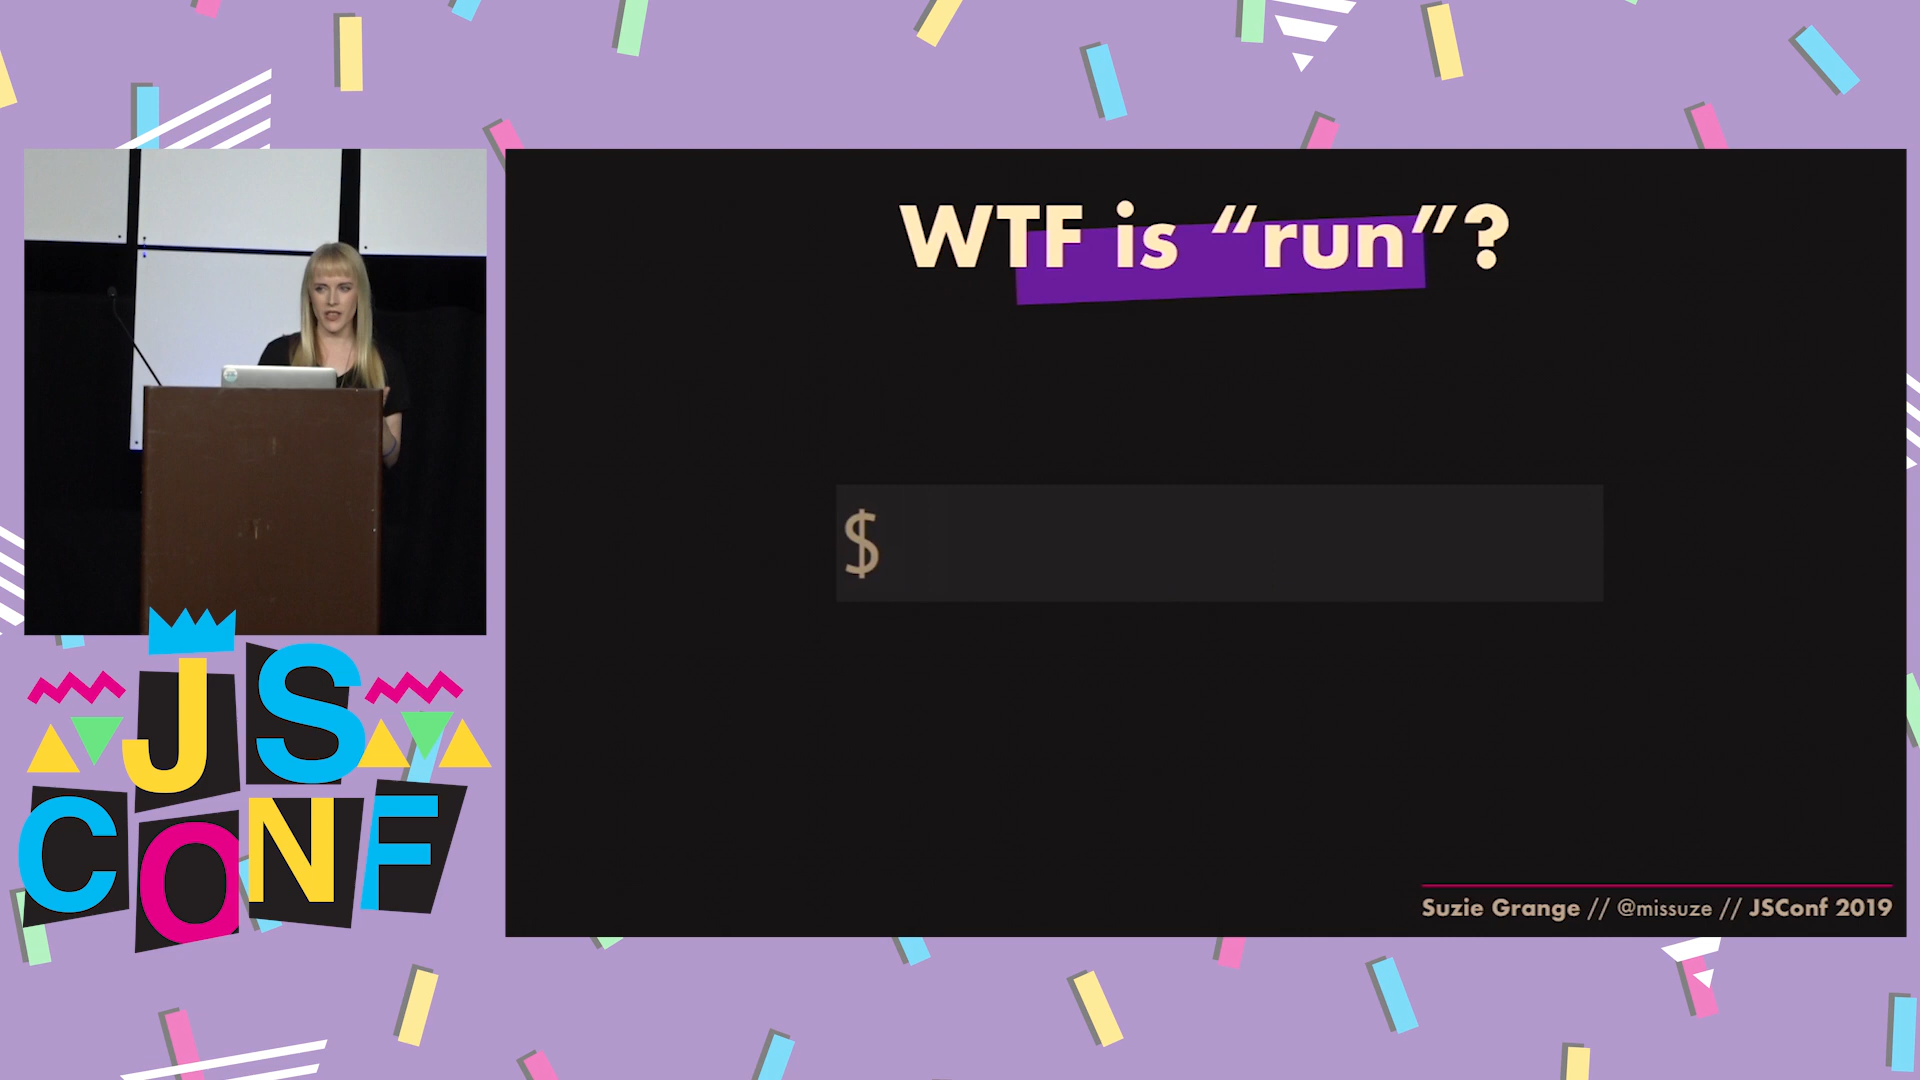 WTF is “run”?
$
JS
CONF
Suzie Grange // @missuze // JSConf 2019